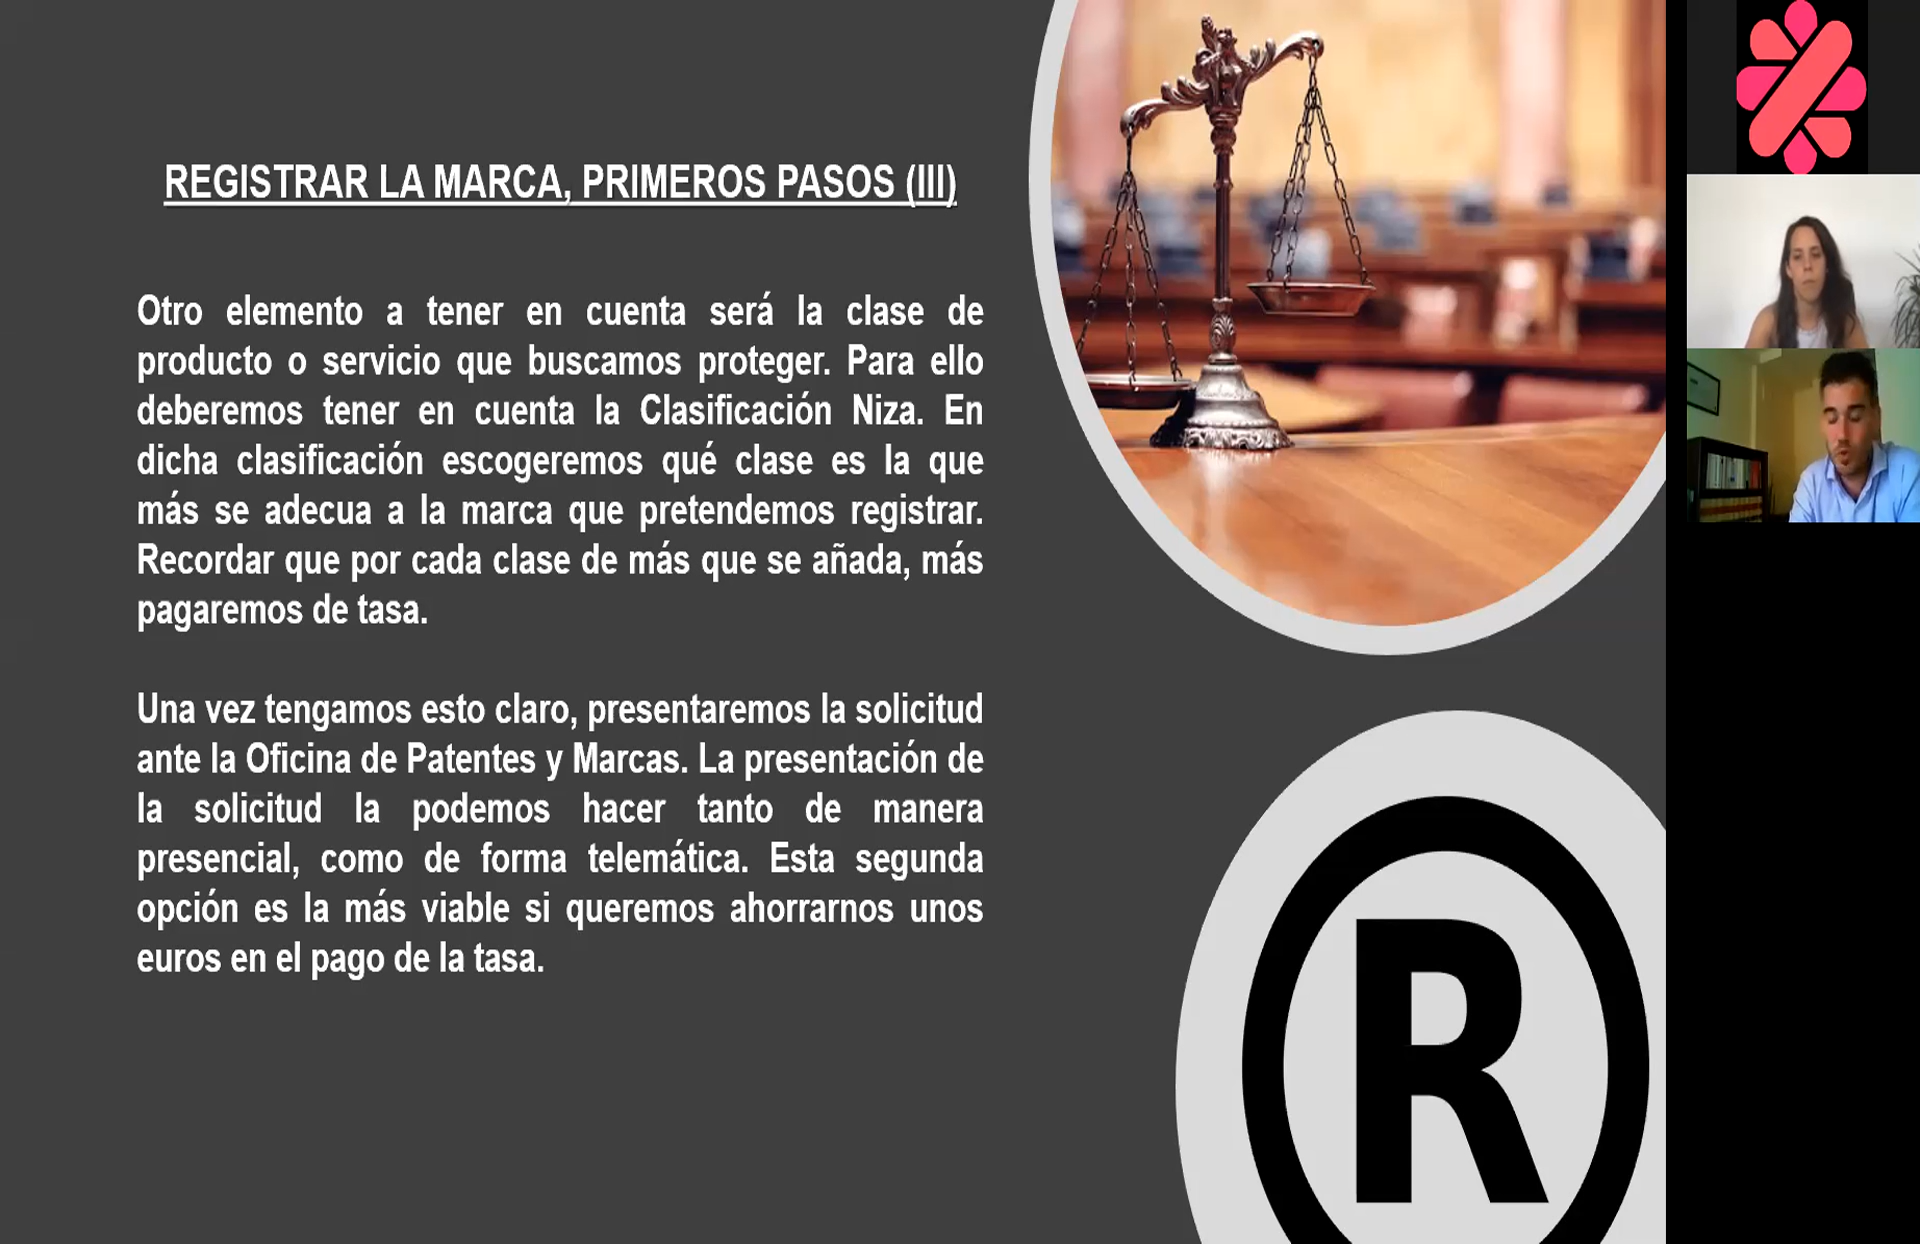 REGISTRAR LA MARCA, PRIMEROS PASOS (III)
Otro elemento a tener en cuenta será la clase de
producto o servicio que buscamos proteger. Para ello
deberemos tener en cuenta la Clasificación Niza. En
dicha clasificación escogeremos qué clase es la que
más se adecua a la marca que pretendemos registrar.
Recordar que por cada clase de más que se añada, más
pagaremos de tasa.
Una vez tengamos esto claro, presentaremos la solicitud
ante la Oficina de Patentes y Marcas. La presentación de
la solicitud la podemos hacer tanto de manera
presencial, como de forma telemática. Esta segunda
opción es la más viable si queremos ahorrarnos unos
euros en el pago de la tasa.
R